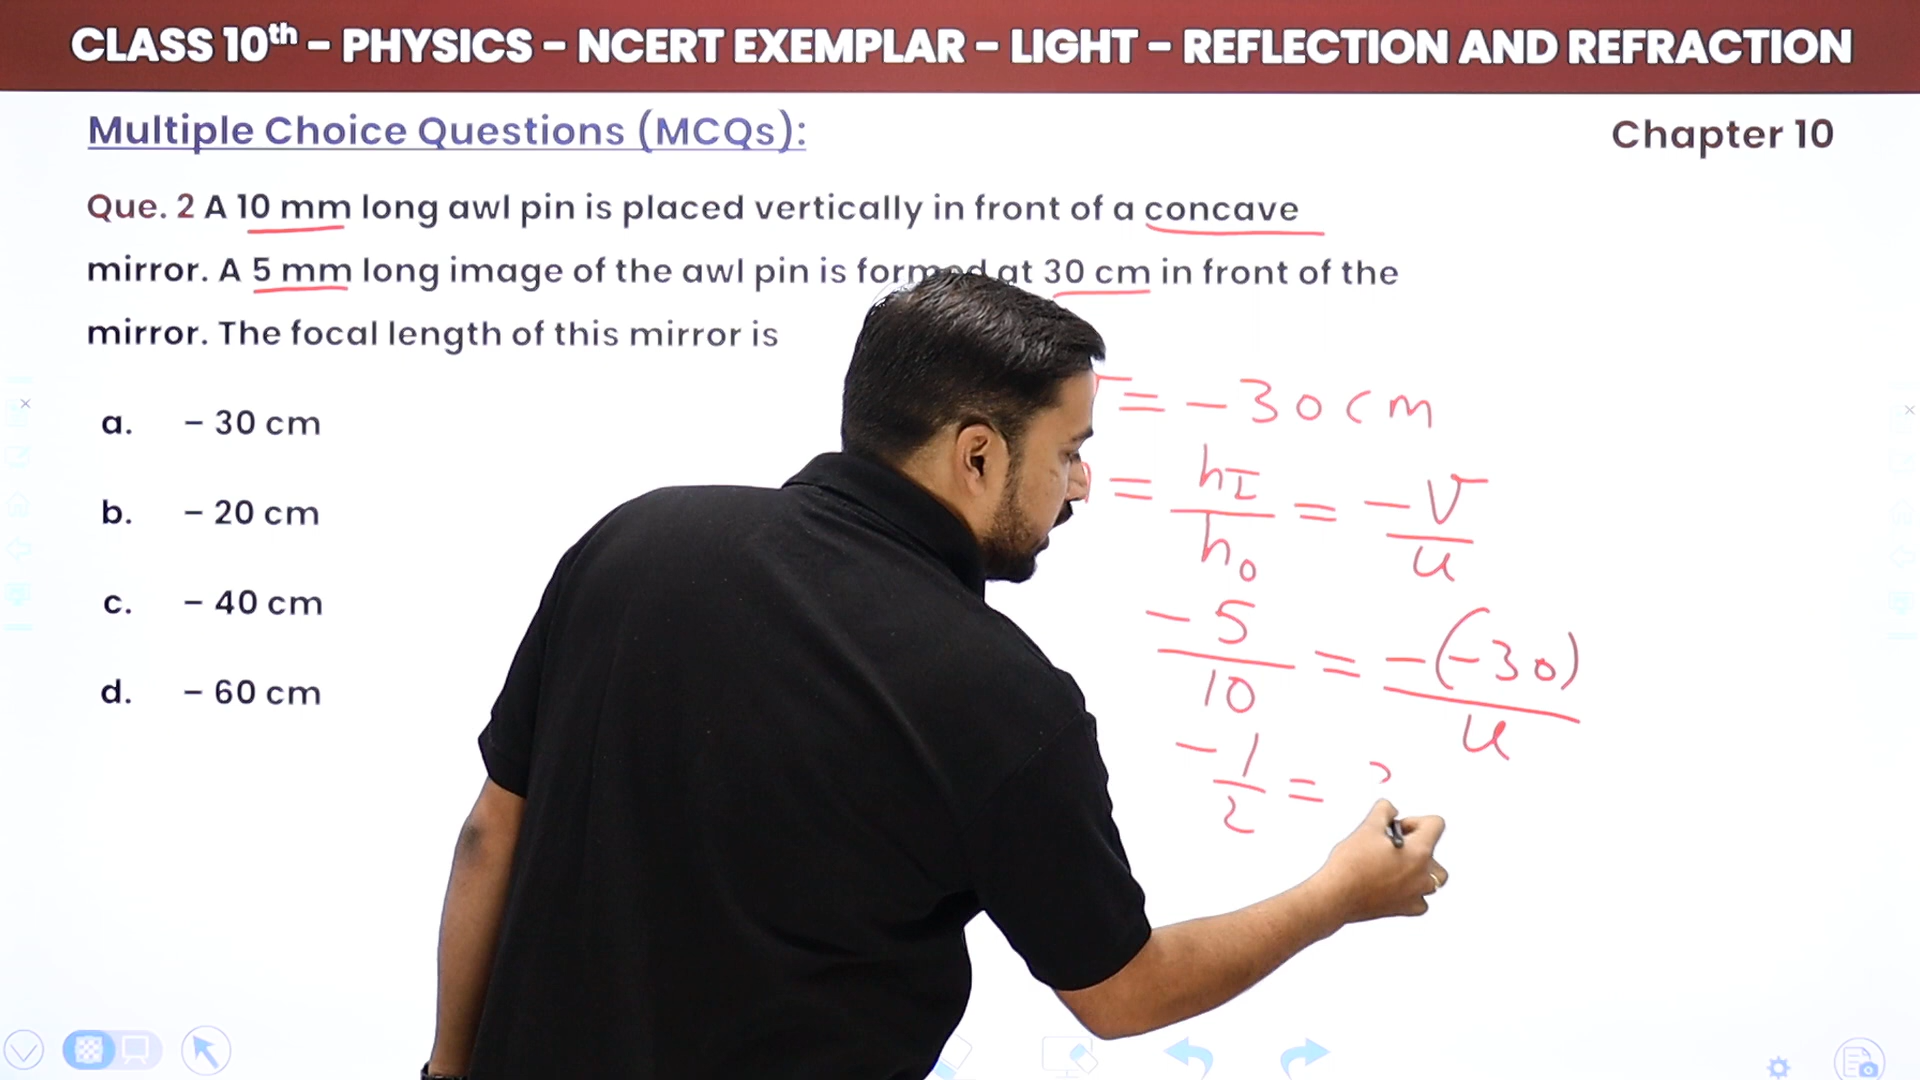 CLASS 10th – PHYSICS – NCERT EXEMPLAR – LIGHT – REFLECTION AND REFRACTION
Multiple Choice Questions (MCQs):
Chapter 10
Que. 2 A 10 mm long awl pin is placed vertically in front of a concave
mirror. A 5 mm long image of the awl pin is formed at 30 cm in front of the
mirror. The focal length of this mirror is
a. – 30 cm
b. – 20 cm
c. – 40 cm
d. – 60 cm
= -30cm
= hI/ho = -v/u
-5/10 = -(-30)/u
-1/2 =